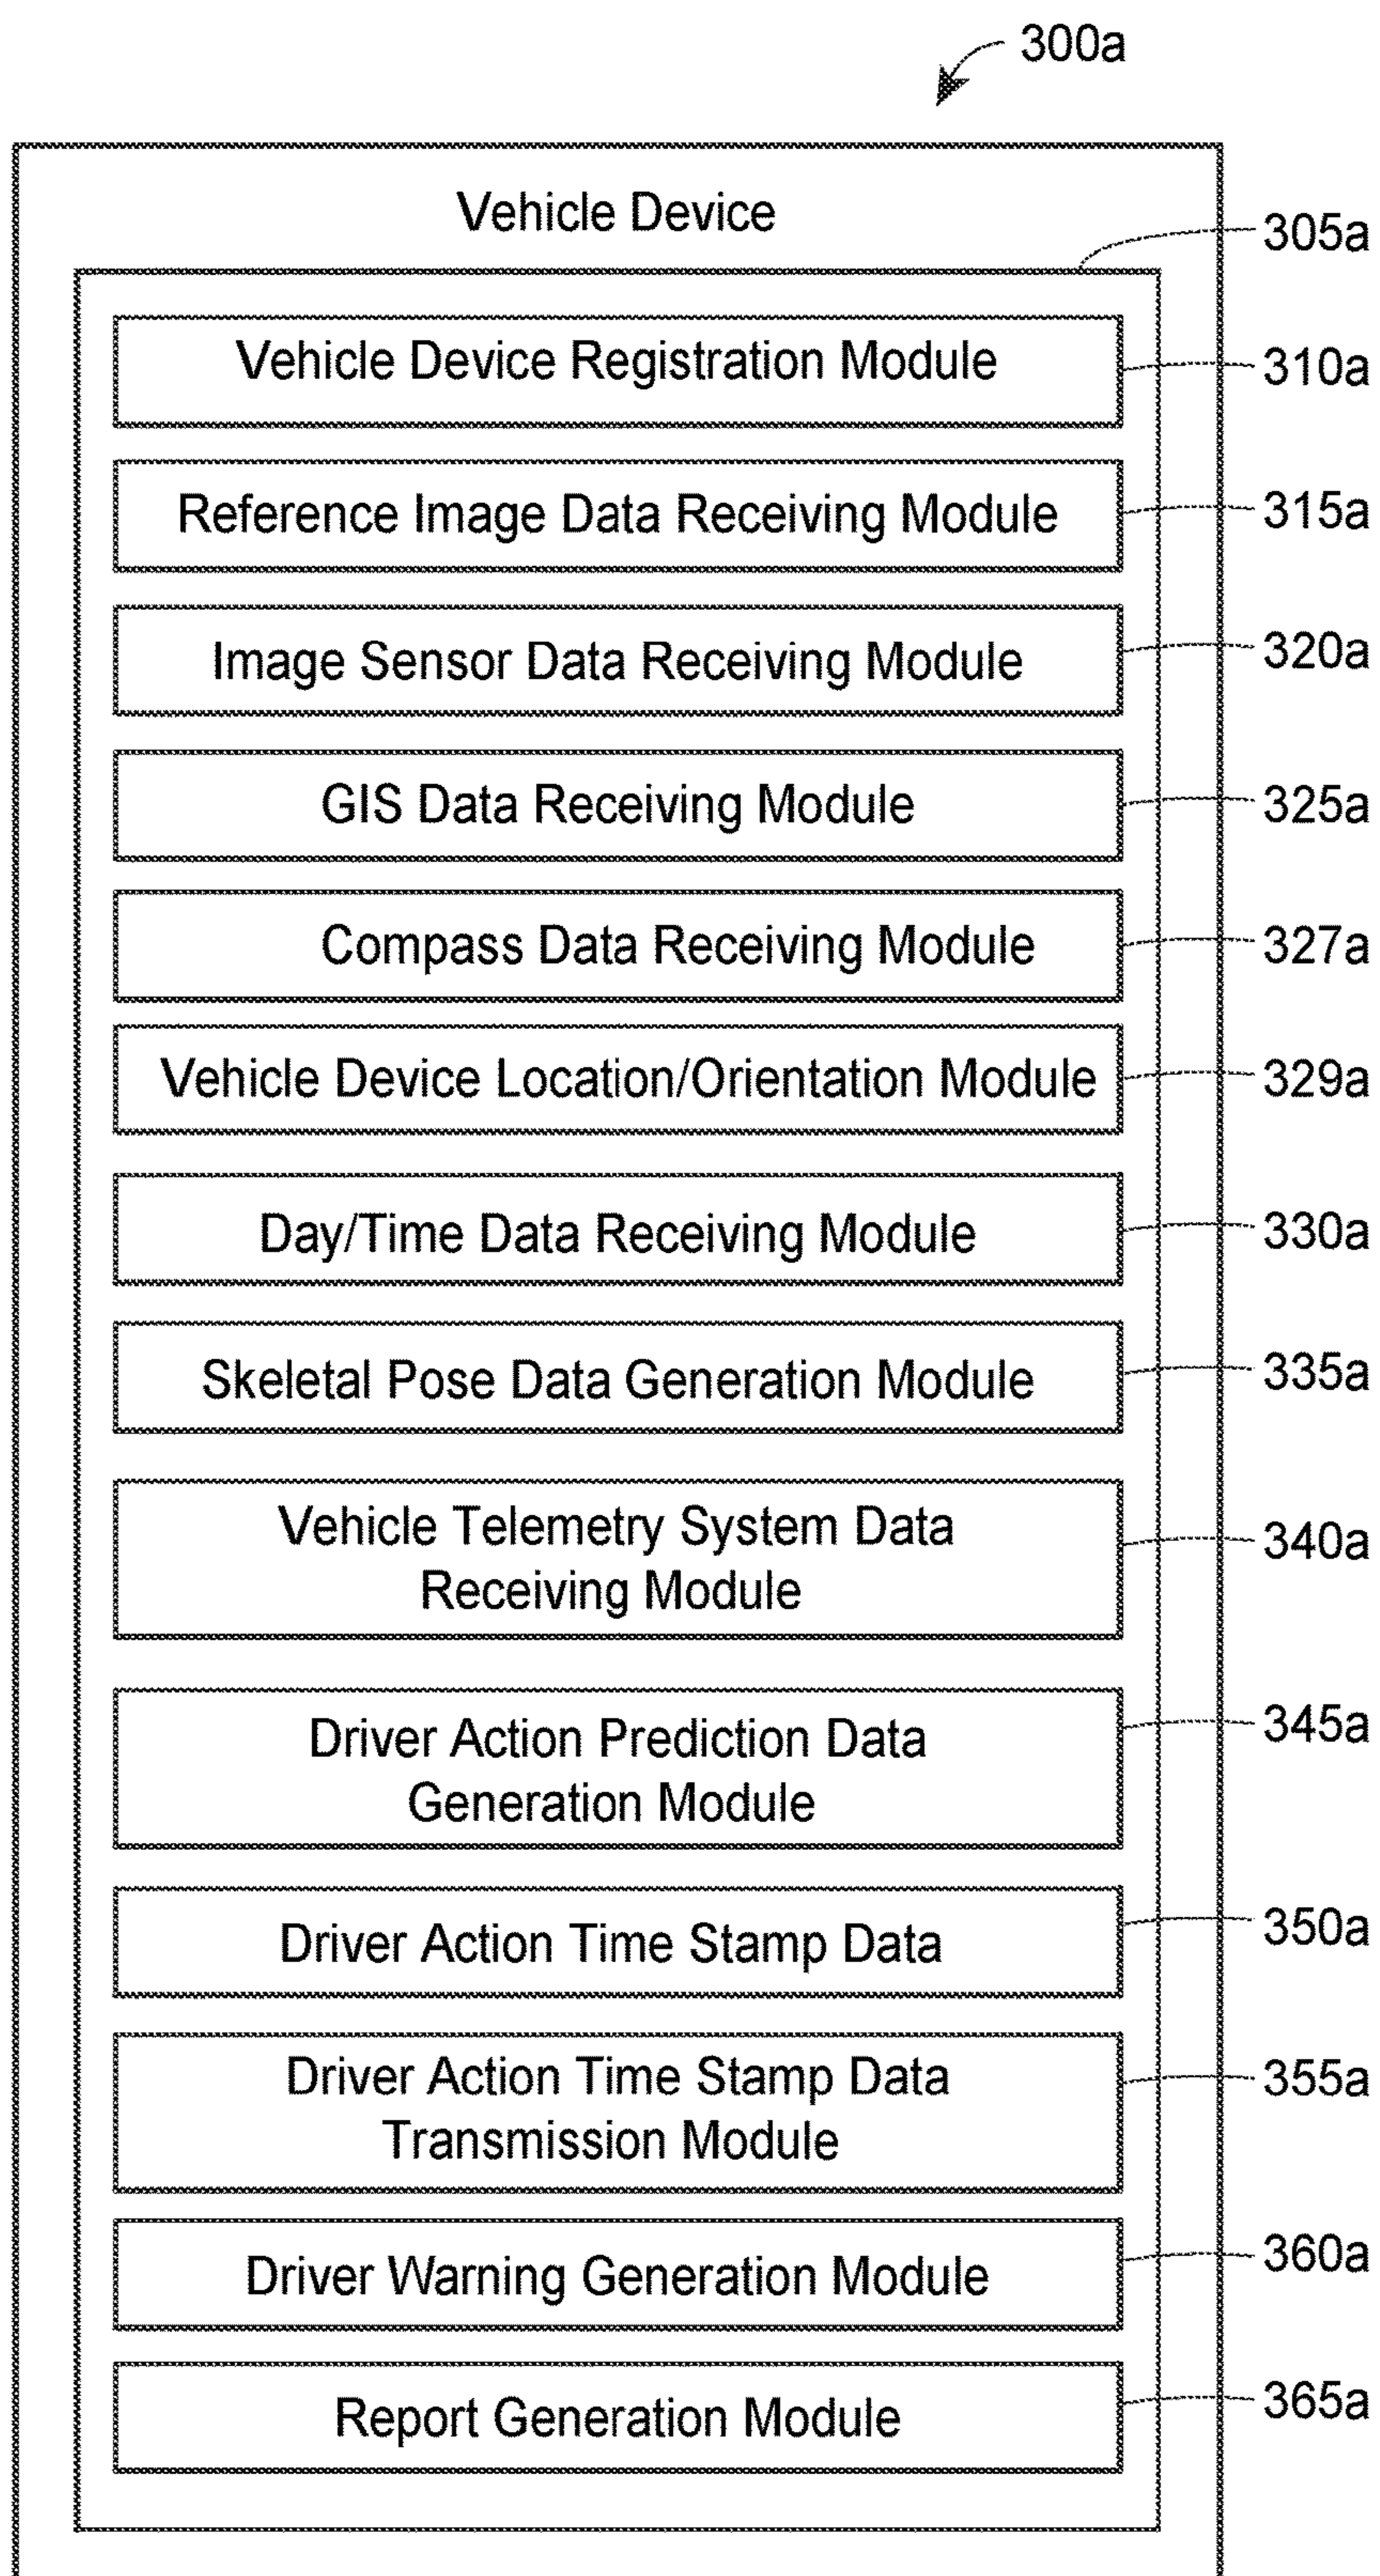 300a
Vehicle Device
305a
Vehicle Device Registration Module
310a
Reference Image Data Receiving Module
315a
Image Sensor Data Receiving Module
320a
GIS Data Receiving Module
325a
Compass Data Receiving Module
327a
Vehicle Device Location/Orientation Module
329a
Day/Time Data Receiving Module
330a
Skeletal Pose Data Generation Module
335a
Vehicle Telemetry System Data
Receiving Module
340a
Driver Action Prediction Data
Generation Module
345a
Driver Action Time Stamp Data
350a
Driver Action Time Stamp Data
Transmission Module
355a
Driver Warning Generation Module
360a
Report Generation Module
365a